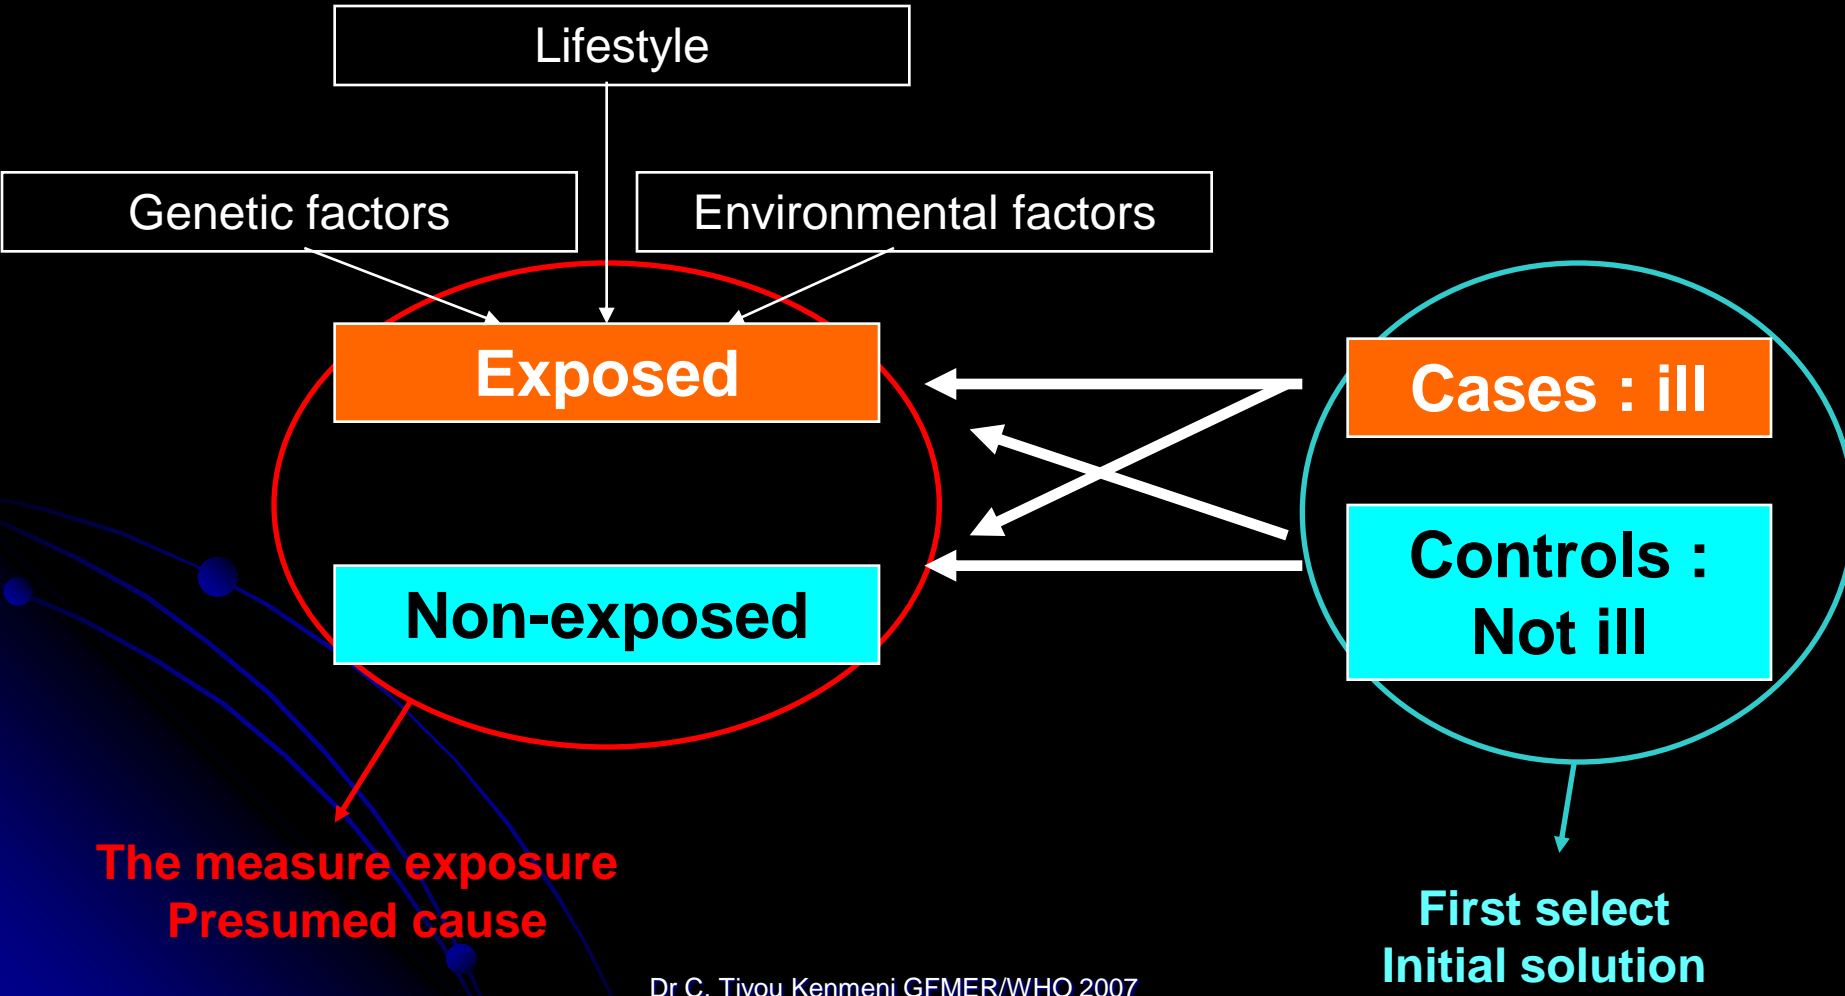 Lifestyle
Genetic factors
Environmental factors
Exposed
Non-exposed
Cases : ill
Controls :
Not ill
The measure exposure
Presumed cause
First select
Initial solution
Dr C. Tivou Kenmeni GFMER/WHO 2007